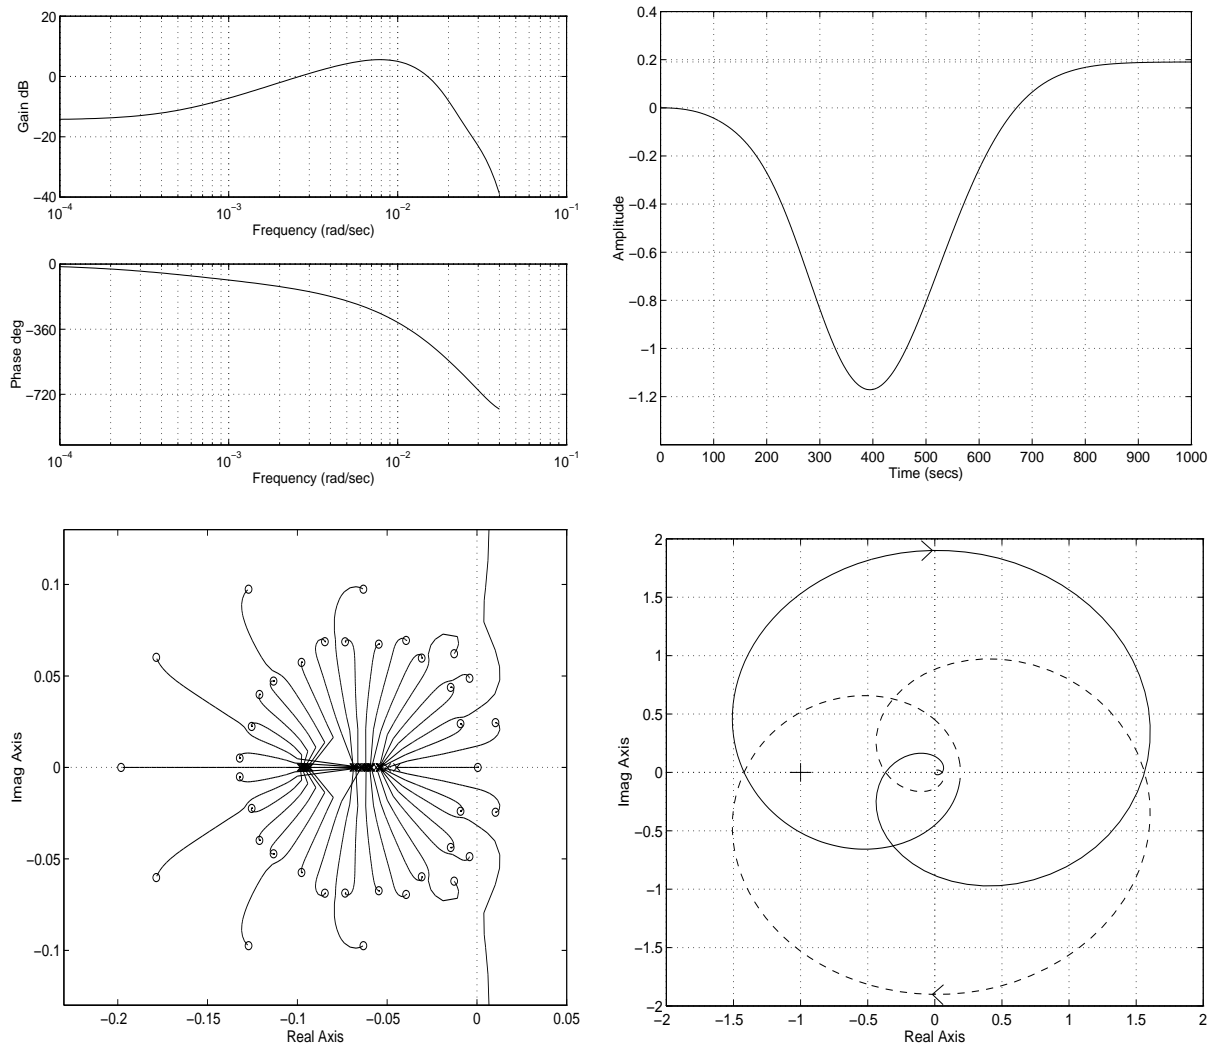 20
0
−20
−40
Gain dB
10−4
10−3
10−2
10−1
Frequency (rad/sec)
0
−360
−720
Phase deg
10−4
10−3
10−2
10−1
Frequency (rad/sec)
0.4
0.2
0
−0.2
−0.4
−0.6
−0.8
−1
−1.2
Amplitude
0 100 200 300 400 500 600 700 800 900 1000
Time (secs)
0.1
0.05
0
−0.05
−0.1
Imag Axis
−0.2 −0.15 −0.1 −0.05 0 0.05
Real Axis
2
1.5
1
0.5
0
−0.5
−1
−1.5
−2
Imag Axis
−2 −1.5 −1 −0.5 0 0.5 1 1.5 2
Real Axis